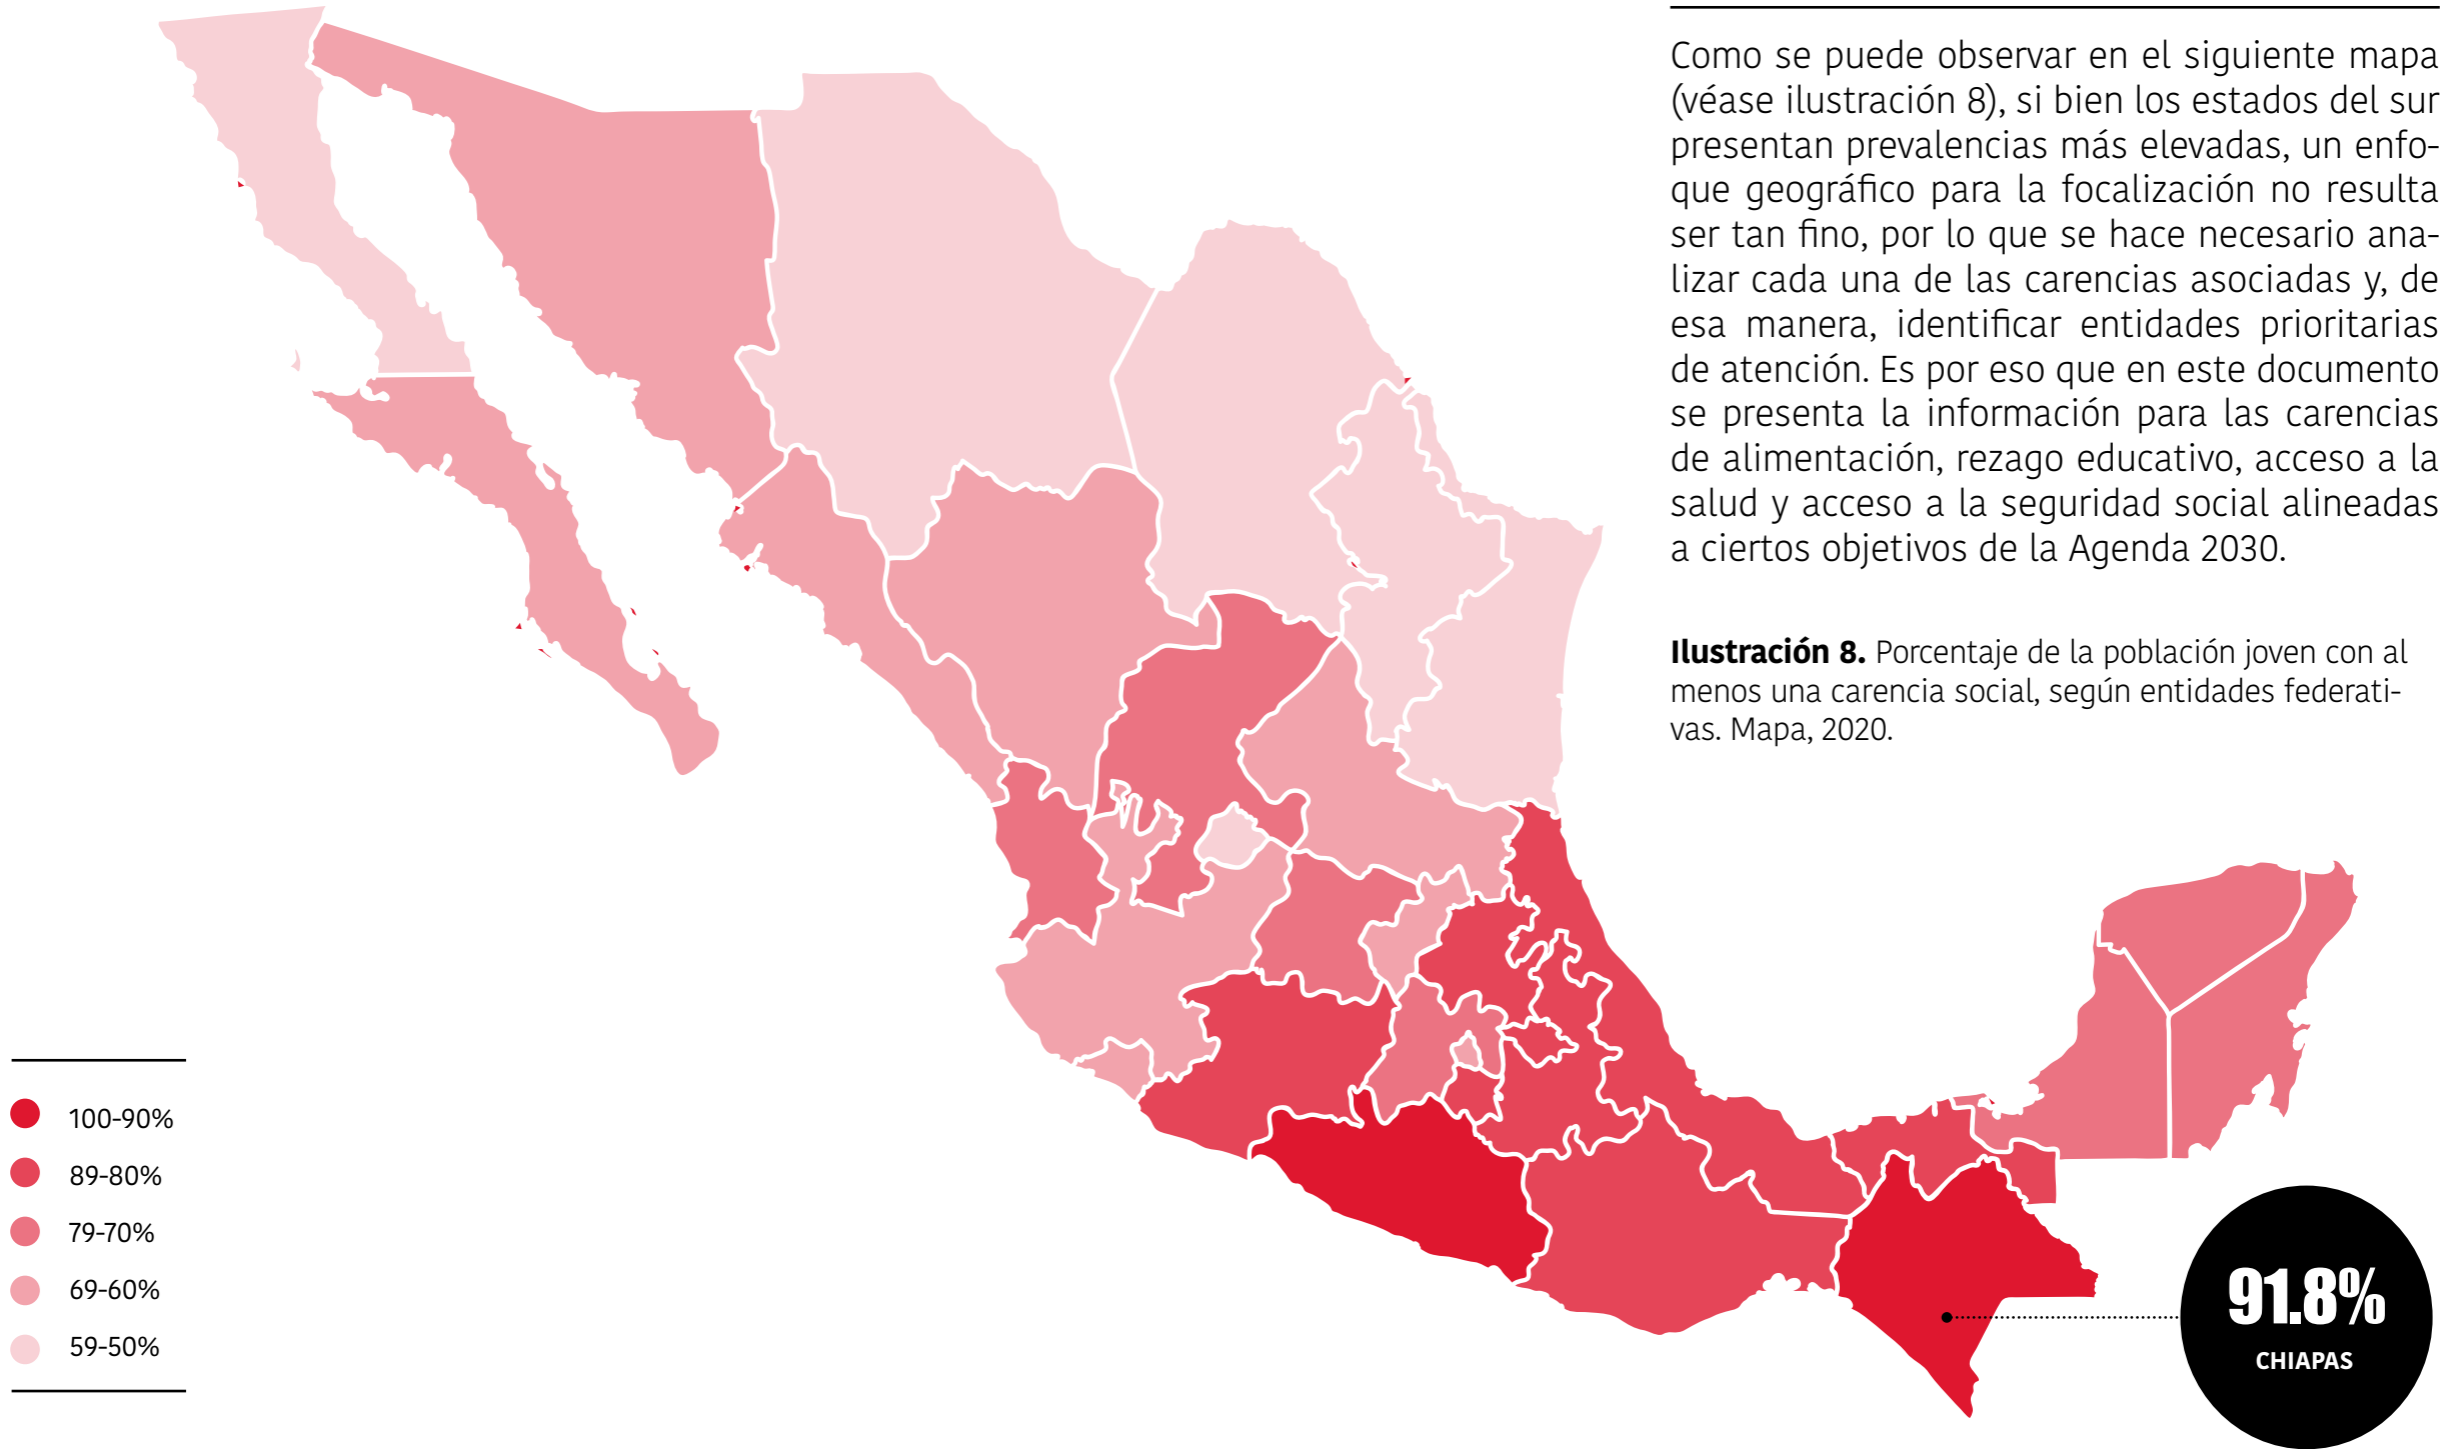 Como se puede observar en el siguiente mapa
(véase ilustración 8), si bien los estados del sur
presentan prevalencias más elevadas, un enfo-
que geográfico para la focalización no resulta
ser tan fino, por lo que se hace necesario ana-
lizar cada una de las carencias asociadas y, de
esa manera, identificar entidades prioritarias
de atención. Es por eso que en este documento
se presenta la información para las carencias
de alimentación, rezago educativo, acceso a la
salud y acceso a la seguridad social alineadas
a ciertos objetivos de la Agenda 2030.
Ilustración 8. Porcentaje de la población joven con al
menos una carencia social, según entidades federati-
vas. Mapa, 2020.
100-90%
89-80%
79-70%
69-60%
59-50%
91.8%
CHIAPAS